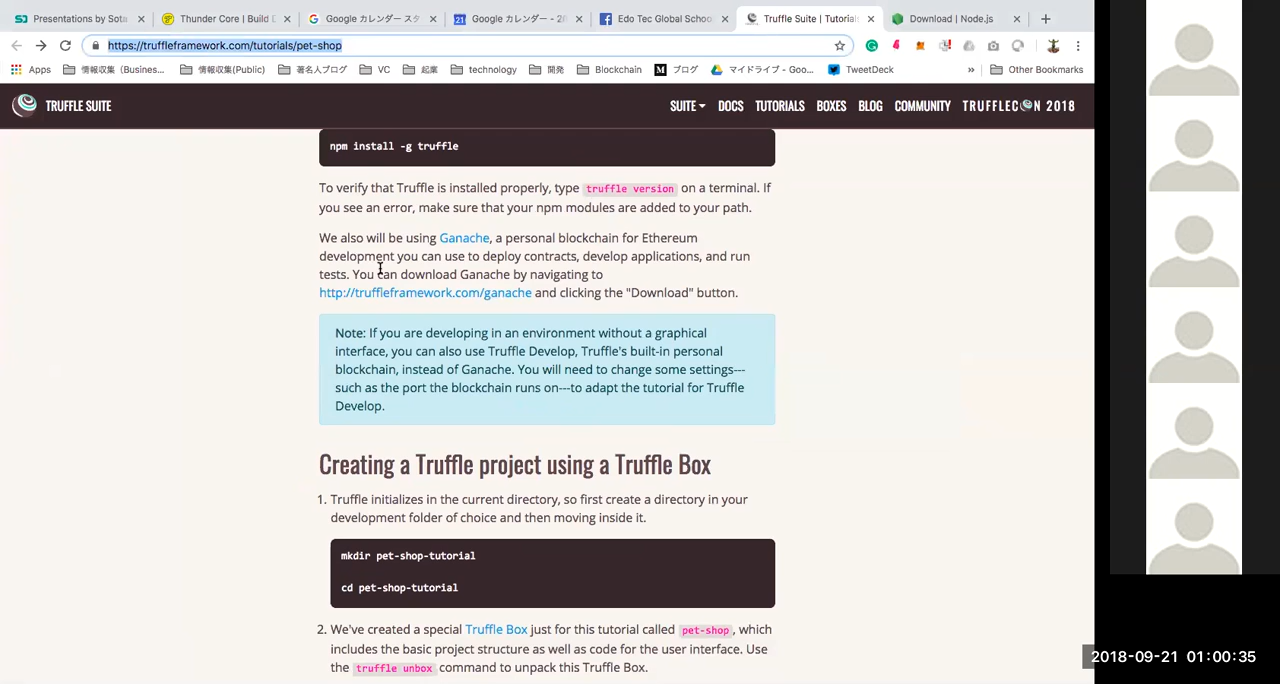 Presentations by Sota
Thunder Core | Build D
Google カレンダー スタ
Google カレンダー - 2
Edo Tec Global Schoo
Truffle Suite | Tutorials
Download | Node.js
https://truffleframework.com/tutorials/pet-shop
Apps
情報収集 (Busines...
情報収集(Public)
著名人ブログ
VC
起業
technology
開発
Blockchain
M ブログ
マイドライブ - Goo...
TweetDeck
»
Other Bookmarks
TRUFFLE SUITE
SUITE
DOCS
TUTORIALS
BOXES
BLOG
COMMUNITY
TRUFFLECON 2018
npm install -g truffle
To verify that Truffle is installed properly, type truffle version on a terminal. If
you see an error, make sure that your npm modules are added to your path.
We also will be using Ganache, a personal blockchain for Ethereum
development you can use to deploy contracts, develop applications, and run
tests. You can download Ganache by navigating to
http://truffleframework.com/ganache and clicking the "Download" button.
Note: If you are developing in an environment without a graphical
interface, you can also use Truffle Develop, Truffle's built-in personal
blockchain, instead of Ganache. You will need to change some settings---
such as the port the blockchain runs on---to adapt the tutorial for Truffle
Develop.
Creating a Truffle project using a Truffle Box
1. Truffle initializes in the current directory, so first create a directory in your
development folder of choice and then moving inside it.
mkdir pet-shop-tutorial
cd pet-shop-tutorial
2. We've created a special Truffle Box just for this tutorial called pet-shop, which
includes the basic project structure as well as code for the user interface. Use
the truffle unbox command to unpack this Truffle Box.
2018-09-21 01:00:35